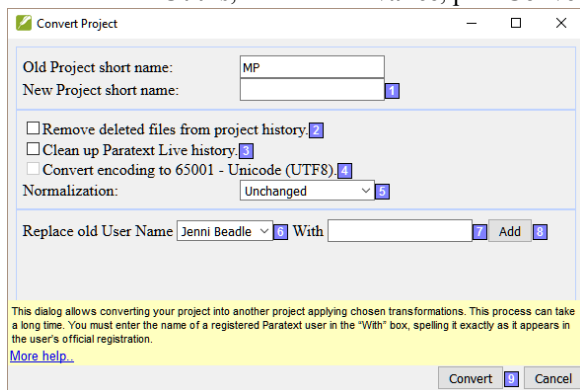 Convert Project
Old Project short name: MP
New Project short name: 1
Remove deleted files from project history. 2
Clean up Paratext Live history. 3
Convert encoding to 65001 - Unicode (UTF8). 4
Normalization: Unchanged 5
Replace old User Name Jenni Beadle 6 With 7 Add 8
This dialog allows converting your project into another project applying chosen transformations. This process can take
a long time. You must enter the name of a registered Paratext user in the "With" box, spelling it exactly as it appears in
the user's official registration.
More help..
Convert 9 Cancel